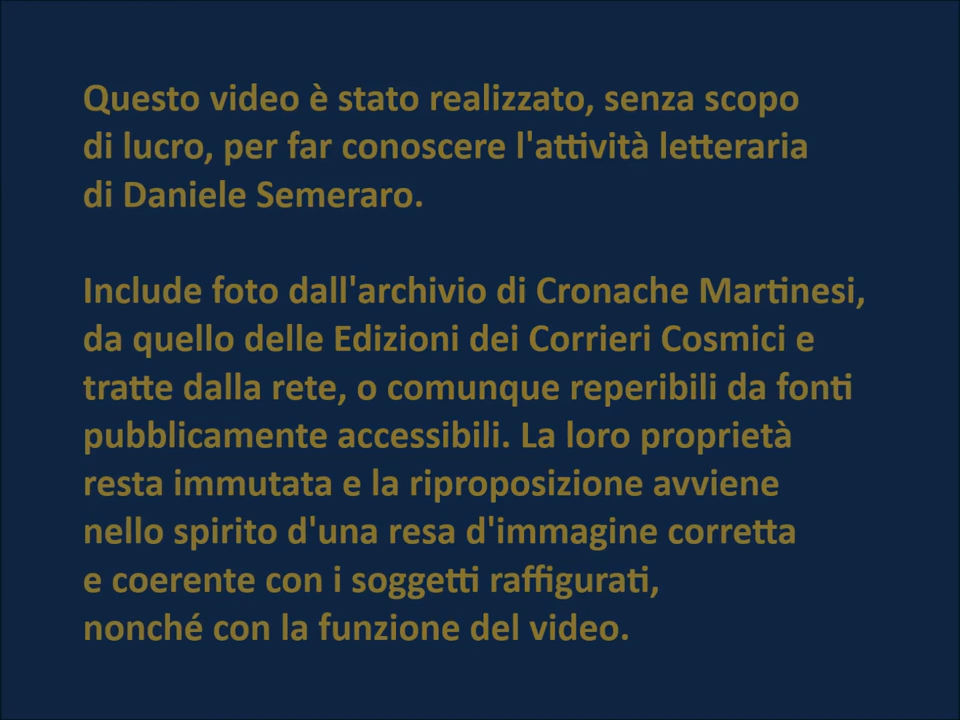 Questo video è stato realizzato, senza scopo
di lucro, per far conoscere l'attività letteraria
di Daniele Semeraro.
Include foto dall'archivio di Cronache Martinesi,
da quello delle Edizioni dei Corrieri Cosmici e
tratte dalla rete, o comunque reperibili da fonti
pubblicamente accessibili. La loro proprietà
resta immutata e la riproposizione avviene
nello spirito d'una resa d'immagine corretta
e coerente con i soggetti raffigurati,
nonché con la funzione del video.